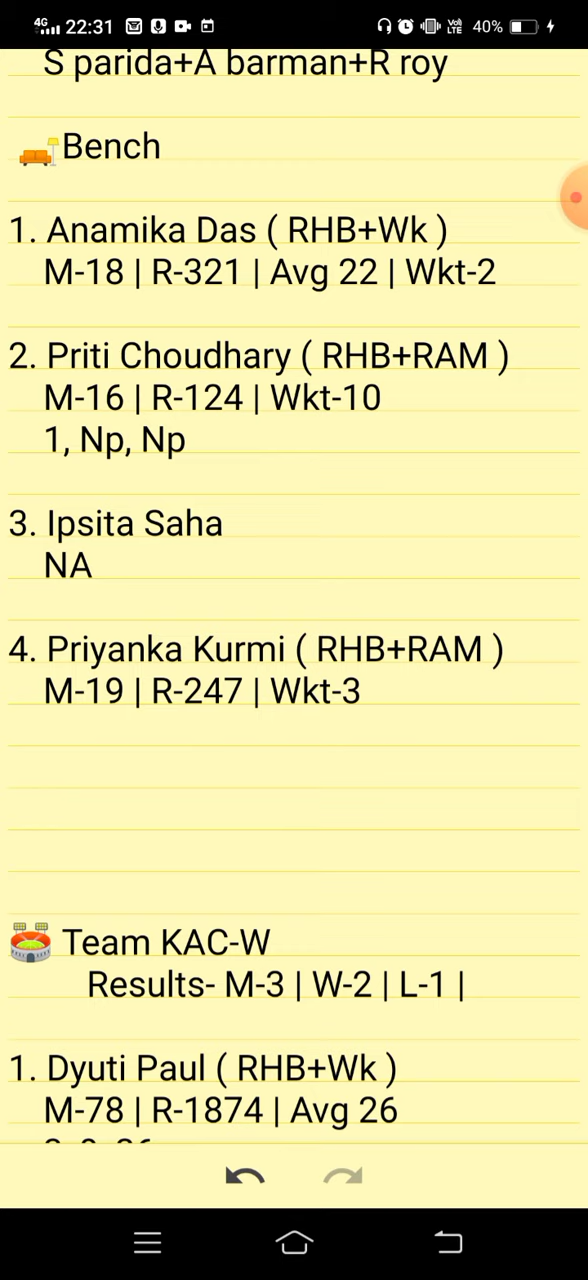 4G 22:31 Voi) LTE 40%
S parida+A barman+R roy
Bench
1. Anamika Das ( RHB+Wk )
M-18 | R-321 | Avg 22 | Wkt-2
2. Priti Choudhary ( RHB+RAM )
M-16 | R-124 | Wkt-10
1, Np, Np
3. Ipsita Saha
NA
4. Priyanka Kurmi ( RHB+RAM )
M-19 | R-247 | Wkt-3
Team KAC-W
Results- M-3 | W-2 | L-1 |
1. Dyuti Paul ( RHB+Wk )
M-78 | R-1874 | Avg 26